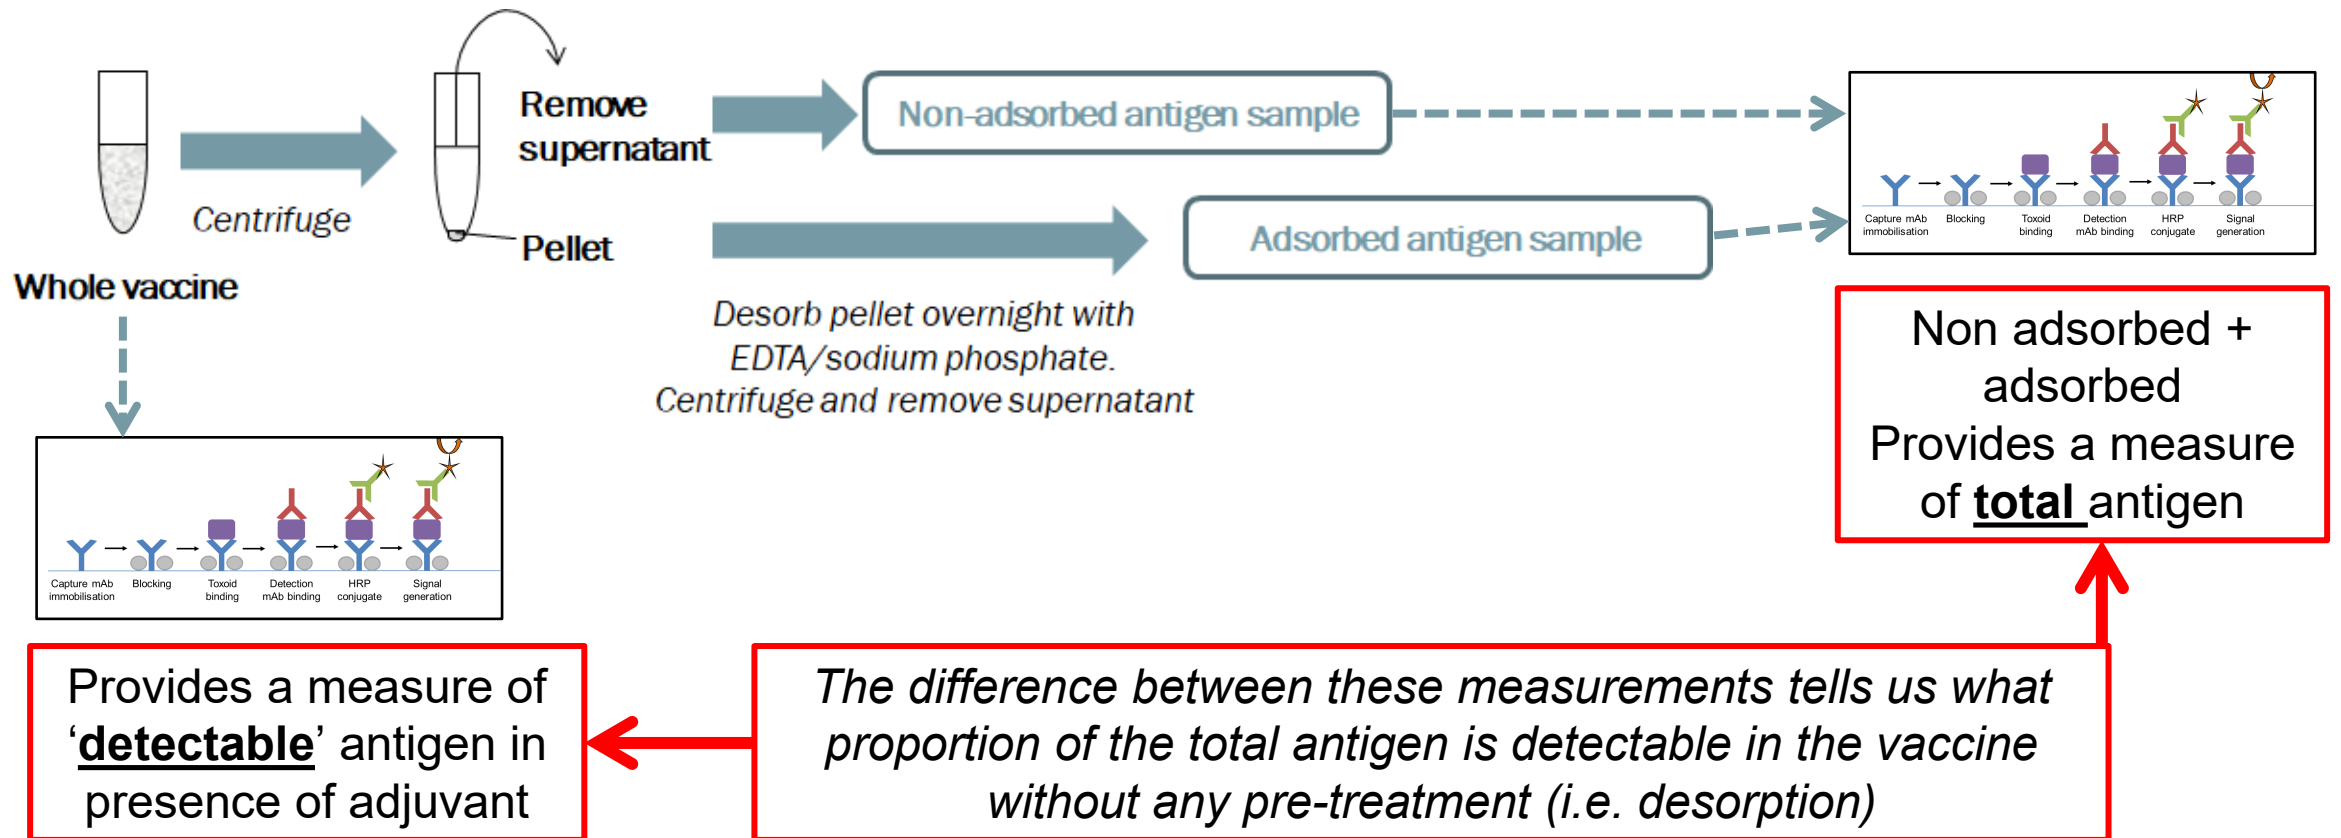 Remove
supernatant
Non-adsorbed antigen sample
Centrifuge
Pellet
Adsorbed antigen sample
Whole vaccine
Desorb pellet overnight with
EDTA/sodium phosphate.
Centrifuge and remove supernatant
Capture mAb
immobilisation
Blocking
Toxoid
binding
Detection
mAb binding
HRP
conjugate
Signal
generation
Non adsorbed +
adsorbed
Provides a measure
of total antigen
Capture mAb
immobilisation
Blocking
Toxoid
binding
Detection
mAb binding
HRP
conjugate
Signal
generation
Provides a measure of
‘detectable’ antigen in
presence of adjuvant
The difference between these measurements tells us what
proportion of the total antigen is detectable in the vaccine
without any pre-treatment (i.e. desorption)